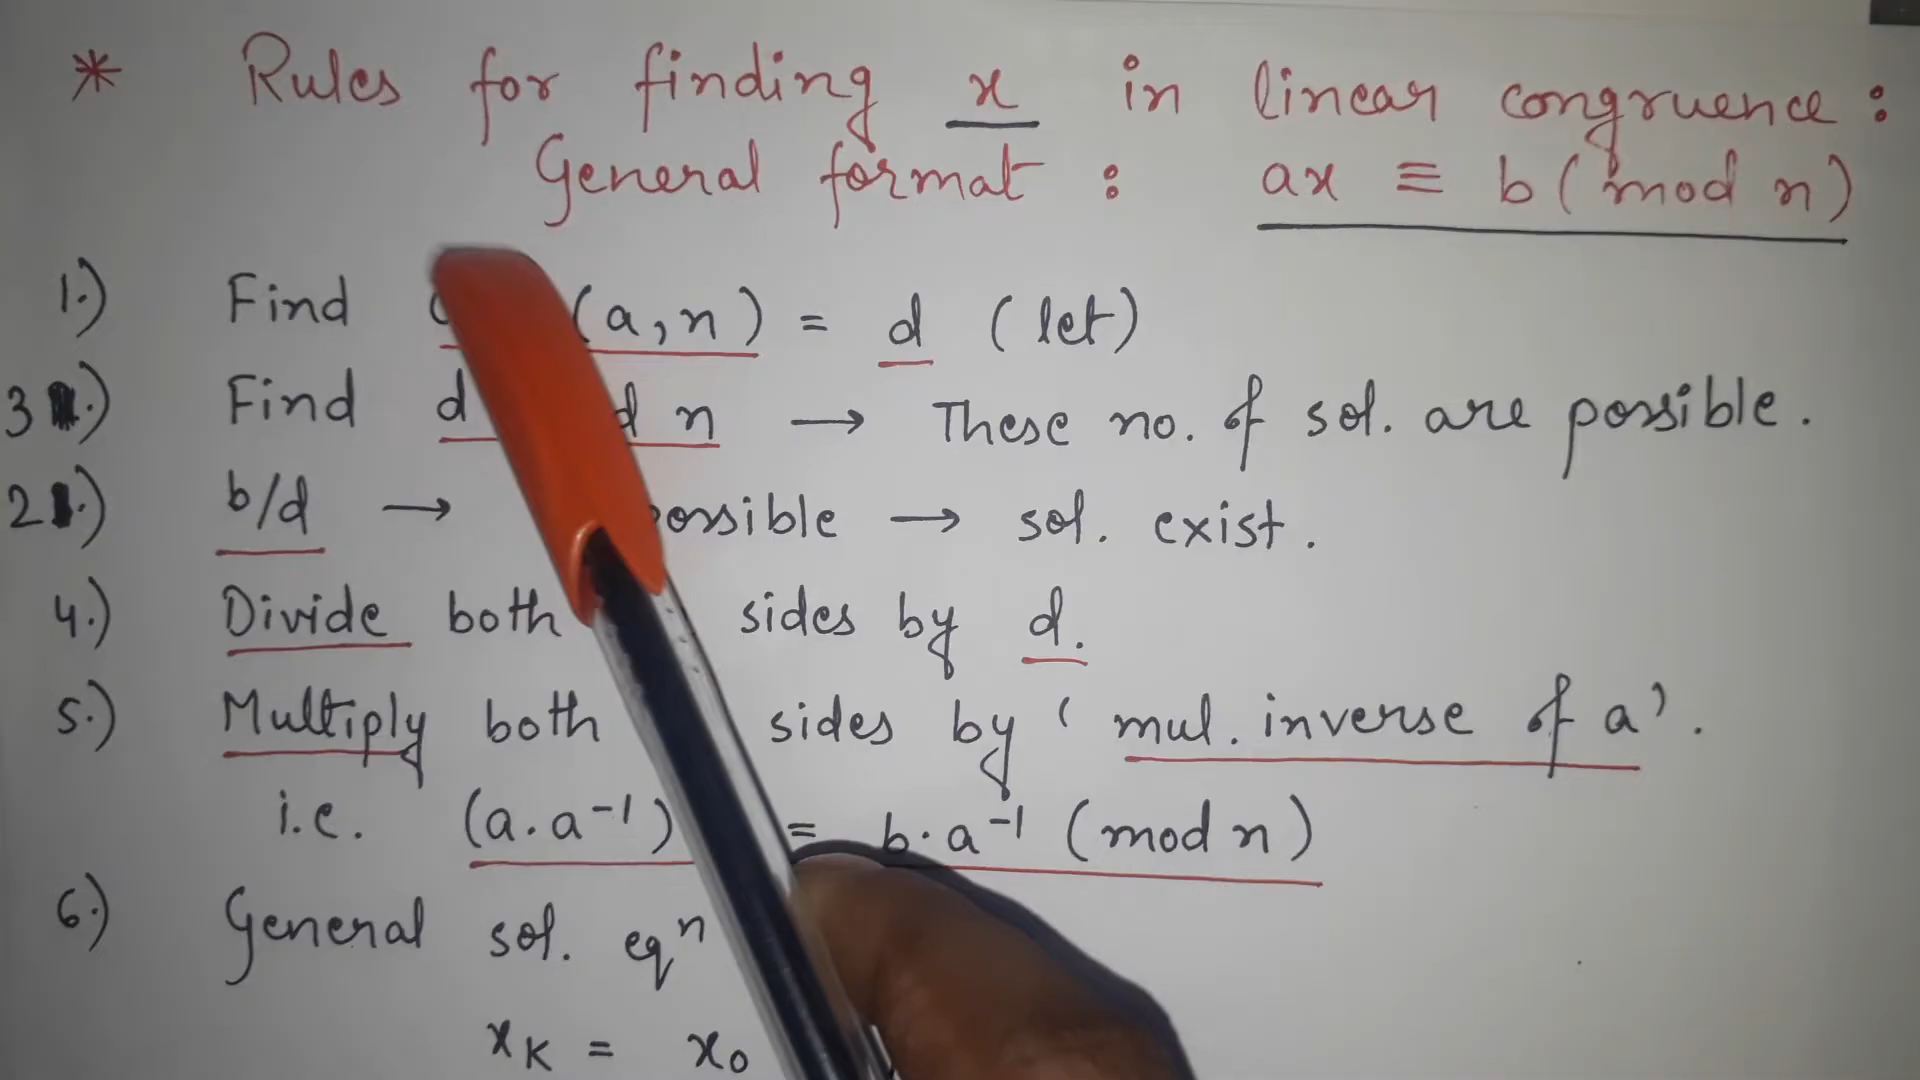 * Rules for finding x in linear congruence :
General format : ax ≡ b ( mod n )
1.) Find (a,n) = d (let)
3.) Find d n → These no. of sol. are possible.
2.) b/d → possible → sol. exist.
4.) Divide both sides by d.
5.) Multiply both sides by ' mul. inverse of a'.
i.e. (a.a⁻¹) = b.a⁻¹ (mod n)
6.) General sol. eqⁿ
xK = x0